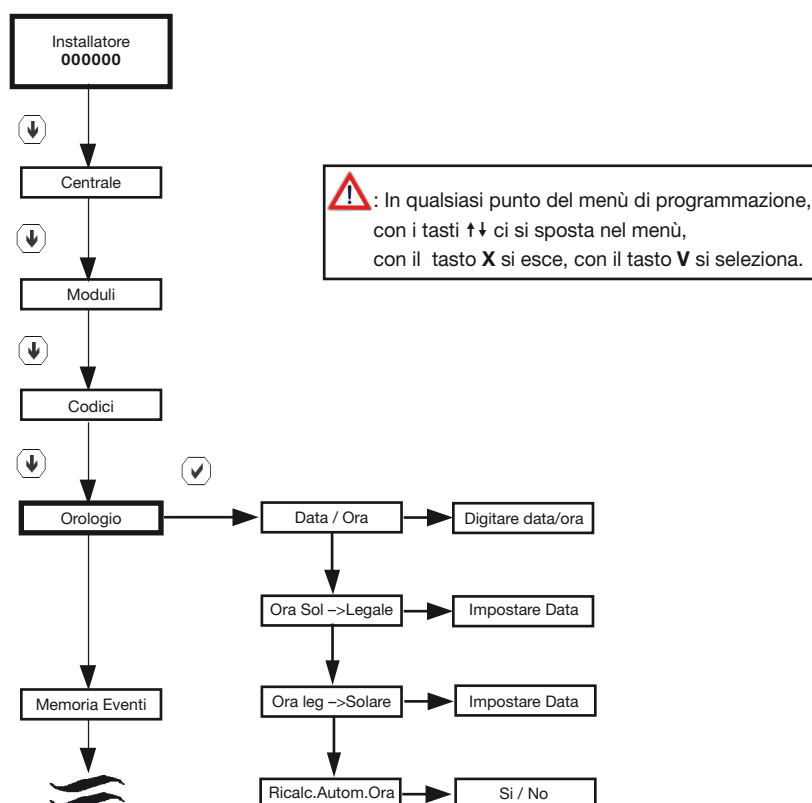 Installatore
000000
Centrale
: In qualsiasi punto del menù di programmazione,
con i tasti ↑↓ ci si sposta nel menù,
con il tasto X si esce, con il tasto V si seleziona.
Moduli
Codici
Orologio
Data / Ora
Digitare data/ora
Ora Sol –>Legale
Impostare Data
Memoria Eventi
Ora leg –>Solare
Impostare Data
Ricalc.Autom.Ora
Si / No